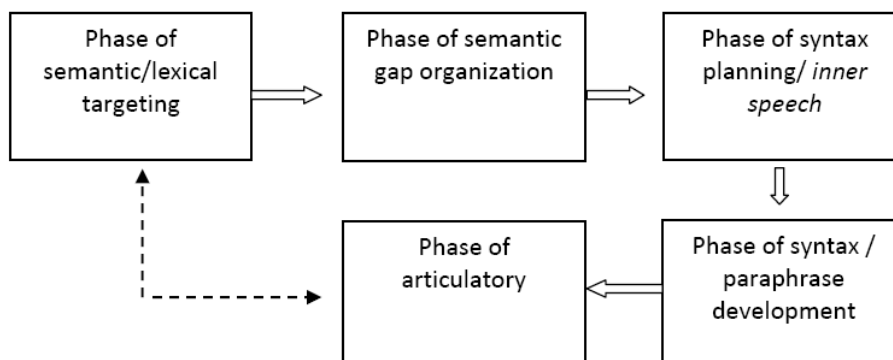 Phase of
semantic/lexical
targeting
Phase of semantic
gap organization
Phase of syntax
planning/ inner
speech
Phase of
articulatory
Phase of syntax /
paraphrase
development